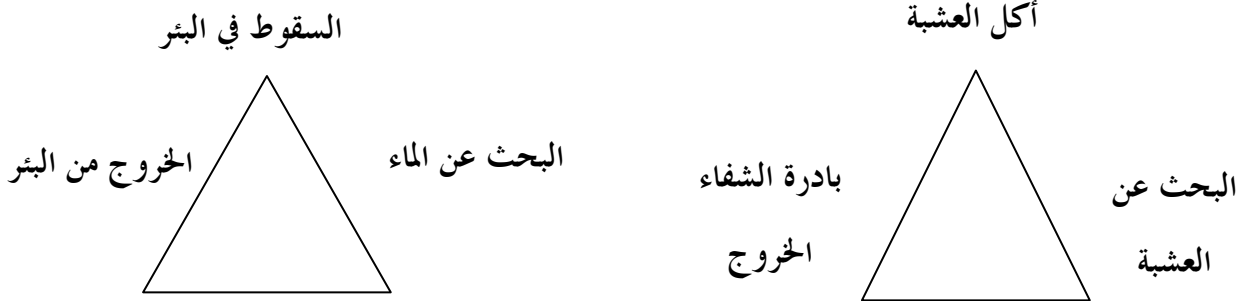 أكل العشبة
البحث عن
العشبة
بادرة الشفاء
الخروج
السقوط في البئر
البحث عن الماء
الخروج من البئر